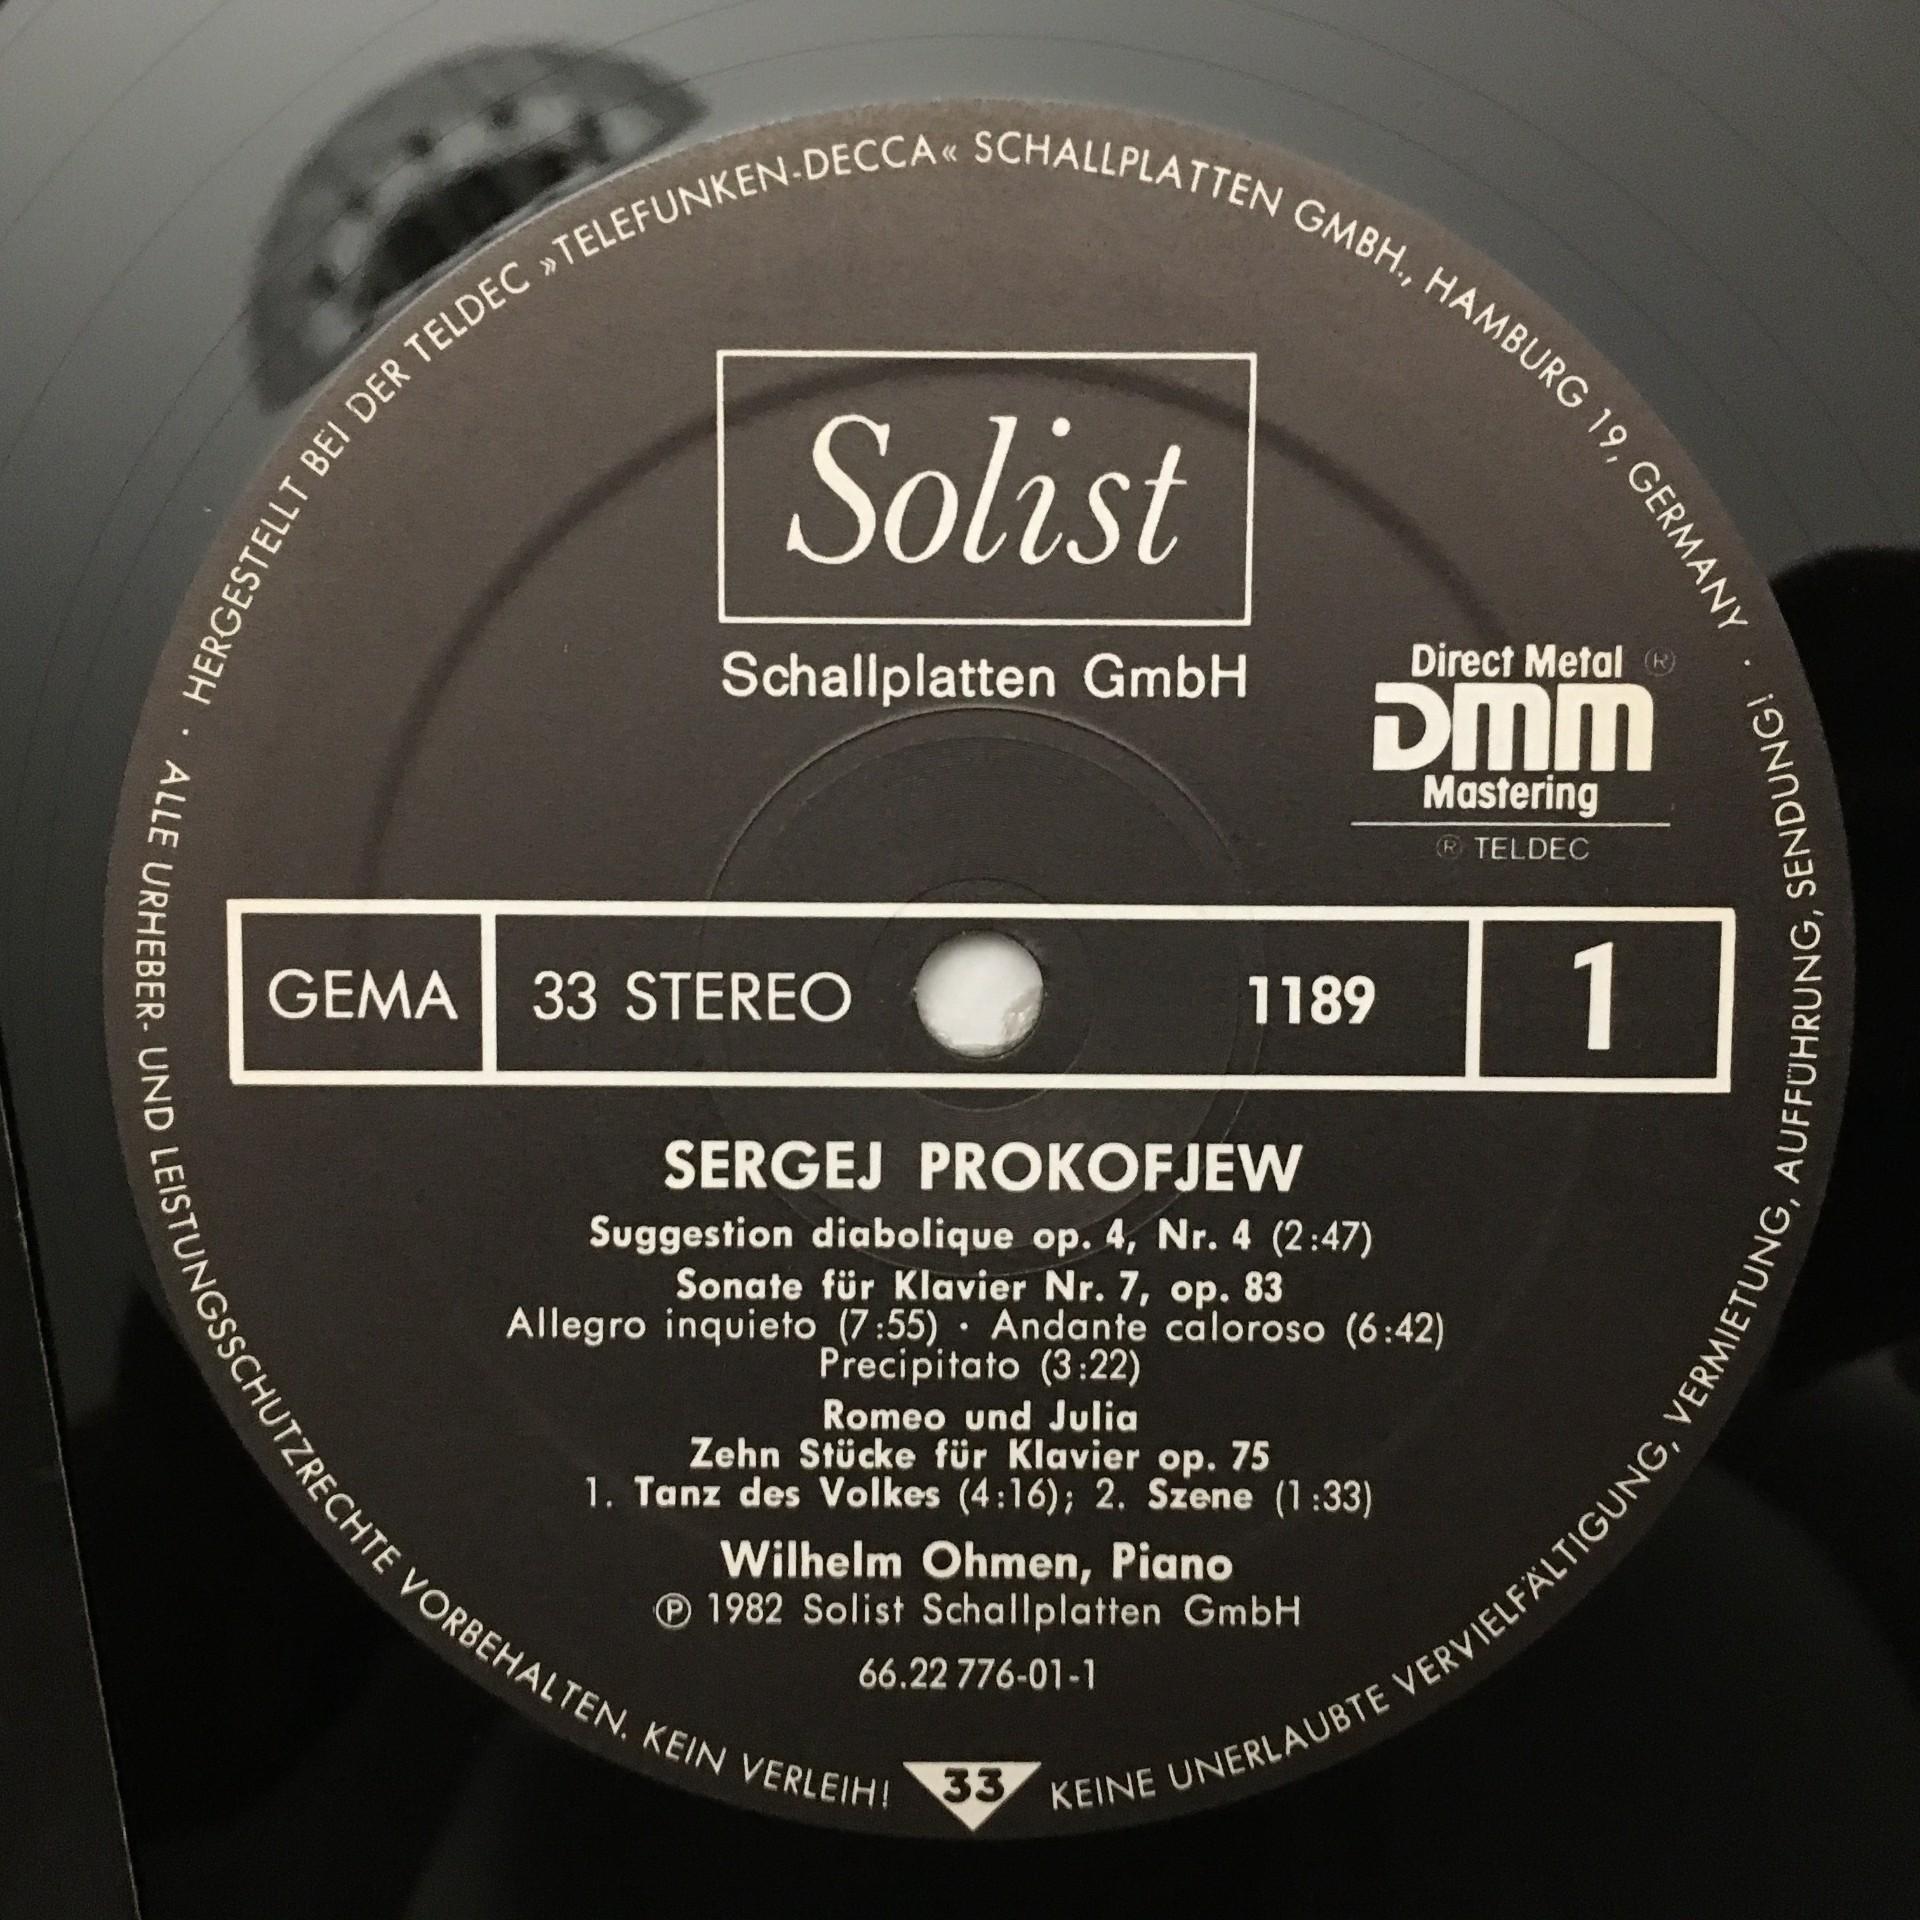 · HERGESTELLT BEI DER TELDEC »TELEFUNKEN-DECCA« SCHALLPLATTEN GMBH., HAMBURG 19, GERMANY ·
Solist
Schallplatten GmbH
Direct Metal ®
DMM
Mastering
® TELDEC
GEMA 33 STEREO 1189 1
SERGEJ PROKOFJEW
Suggestion diabolique op. 4, Nr. 4 (2:47)
Sonate für Klavier Nr. 7, op. 83
Allegro inquieto (7:55) · Andante caloroso (6:42)
Precipitato (3:22)
Romeo und Julia
Zehn Stücke für Klavier op. 75
1. Tanz des Volkes (4:16); 2. Szene (1:33)
Wilhelm Ohmen, Piano
℗ 1982 Solist Schallplatten GmbH
66.22 776-01-1
ALLE URHEBER- UND LEISTUNGSSCHUTZRECHTE VORBEHALTEN. KEIN VERLEIH! 33 KEINE UNERLAUBTE VERVIELFÄLTIGUNG, VERMIETUNG, AUFFÜHRUNG, SENDUNG!